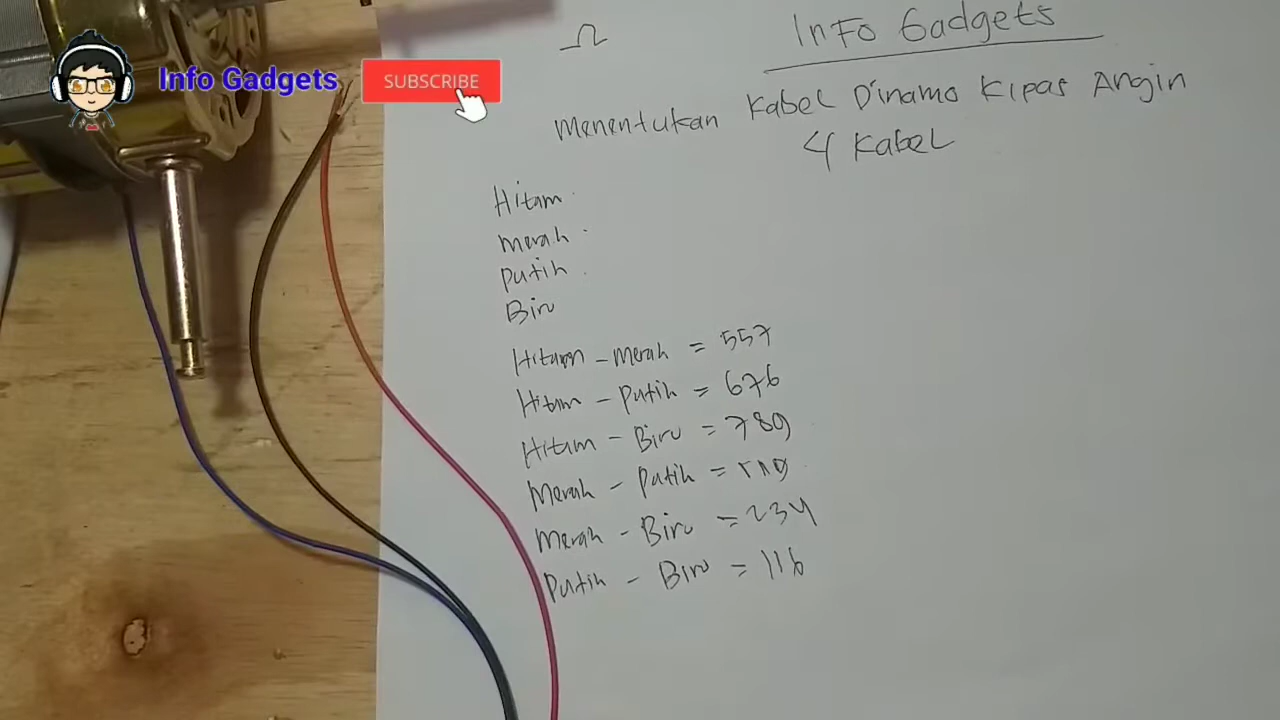 Info Gadgets
SUBSCRIBE
Ω
InFo Gadgets
Menentukan Kabel Dinamo Kipas Angin
4 Kabel
Hitam
merah
Putih
Biru
Hitam - Merah = 557
Hitam - Putih = 676
Hitam - Biru = 789
Merah - Putih =
Merah - Biru = 234
Putih - Biru = 116